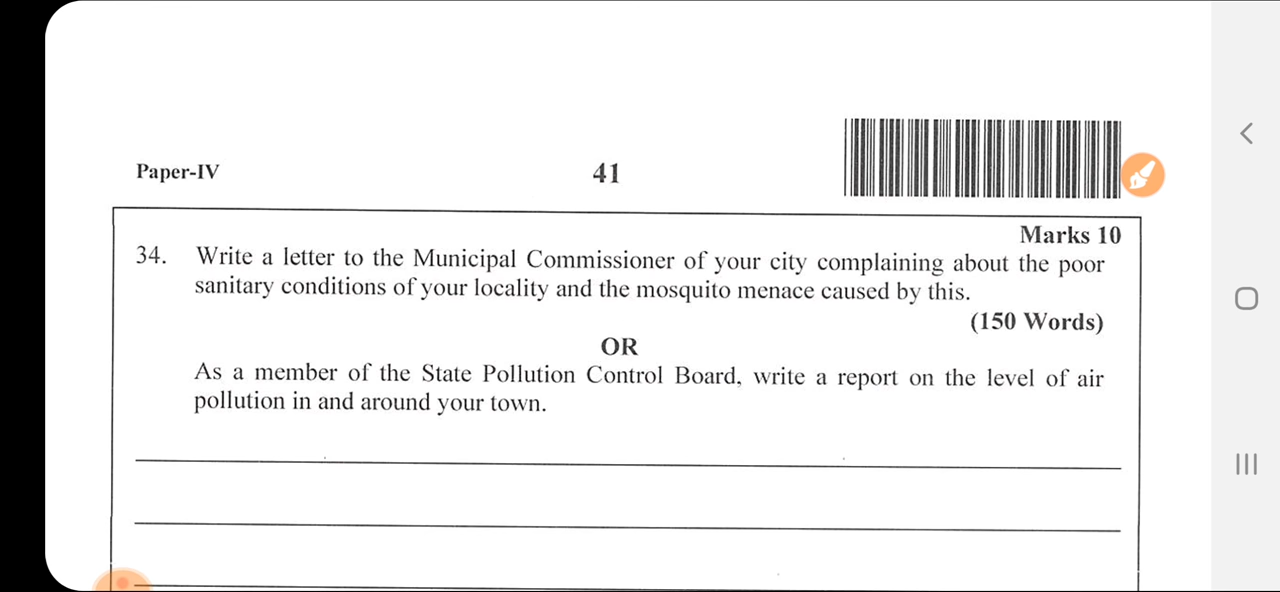 Paper-IV
41
Marks 10
34. Write a letter to the Municipal Commissioner of your city complaining about the poor
sanitary conditions of your locality and the mosquito menace caused by this.
(150 Words)
OR
As a member of the State Pollution Control Board, write a report on the level of air
pollution in and around your town.